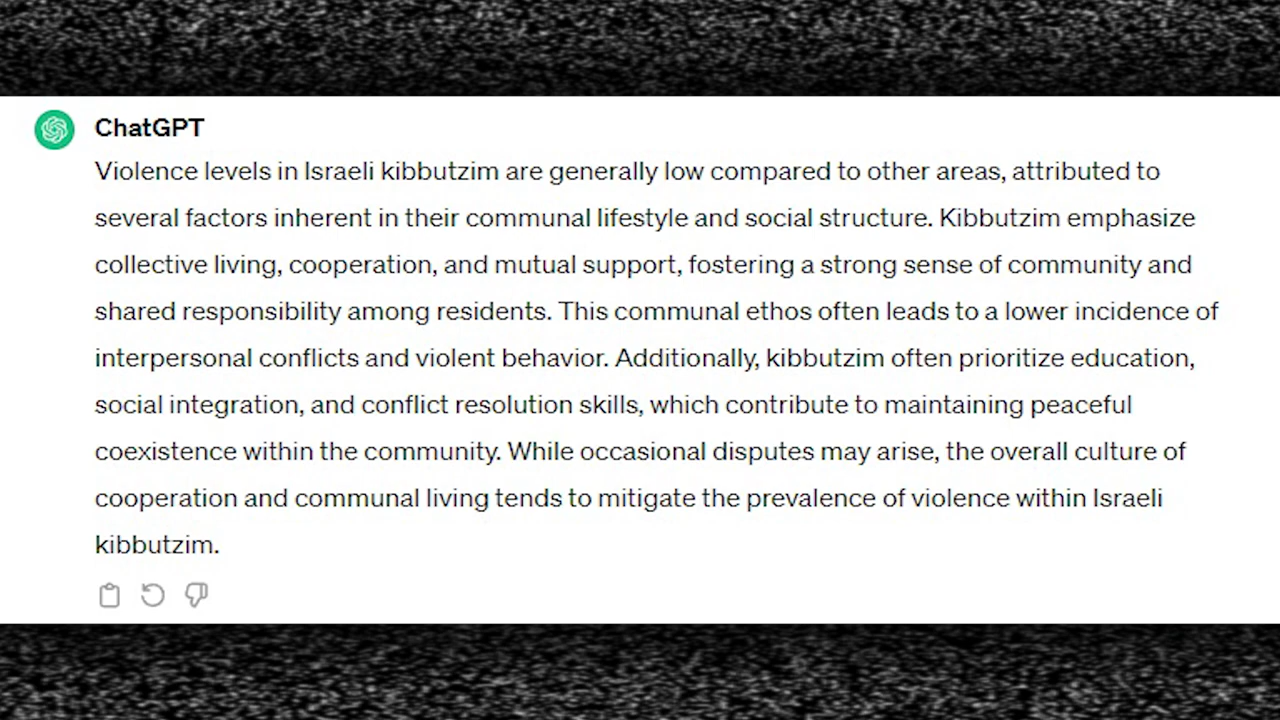 ChatGPT
Violence levels in Israeli kibbutzim are generally low compared to other areas, attributed to
several factors inherent in their communal lifestyle and social structure. Kibbutzim emphasize
collective living, cooperation, and mutual support, fostering a strong sense of community and
shared responsibility among residents. This communal ethos often leads to a lower incidence of
interpersonal conflicts and violent behavior. Additionally, kibbutzim often prioritize education,
social integration, and conflict resolution skills, which contribute to maintaining peaceful
coexistence within the community. While occasional disputes may arise, the overall culture of
cooperation and communal living tends to mitigate the prevalence of violence within Israeli
kibbutzim.